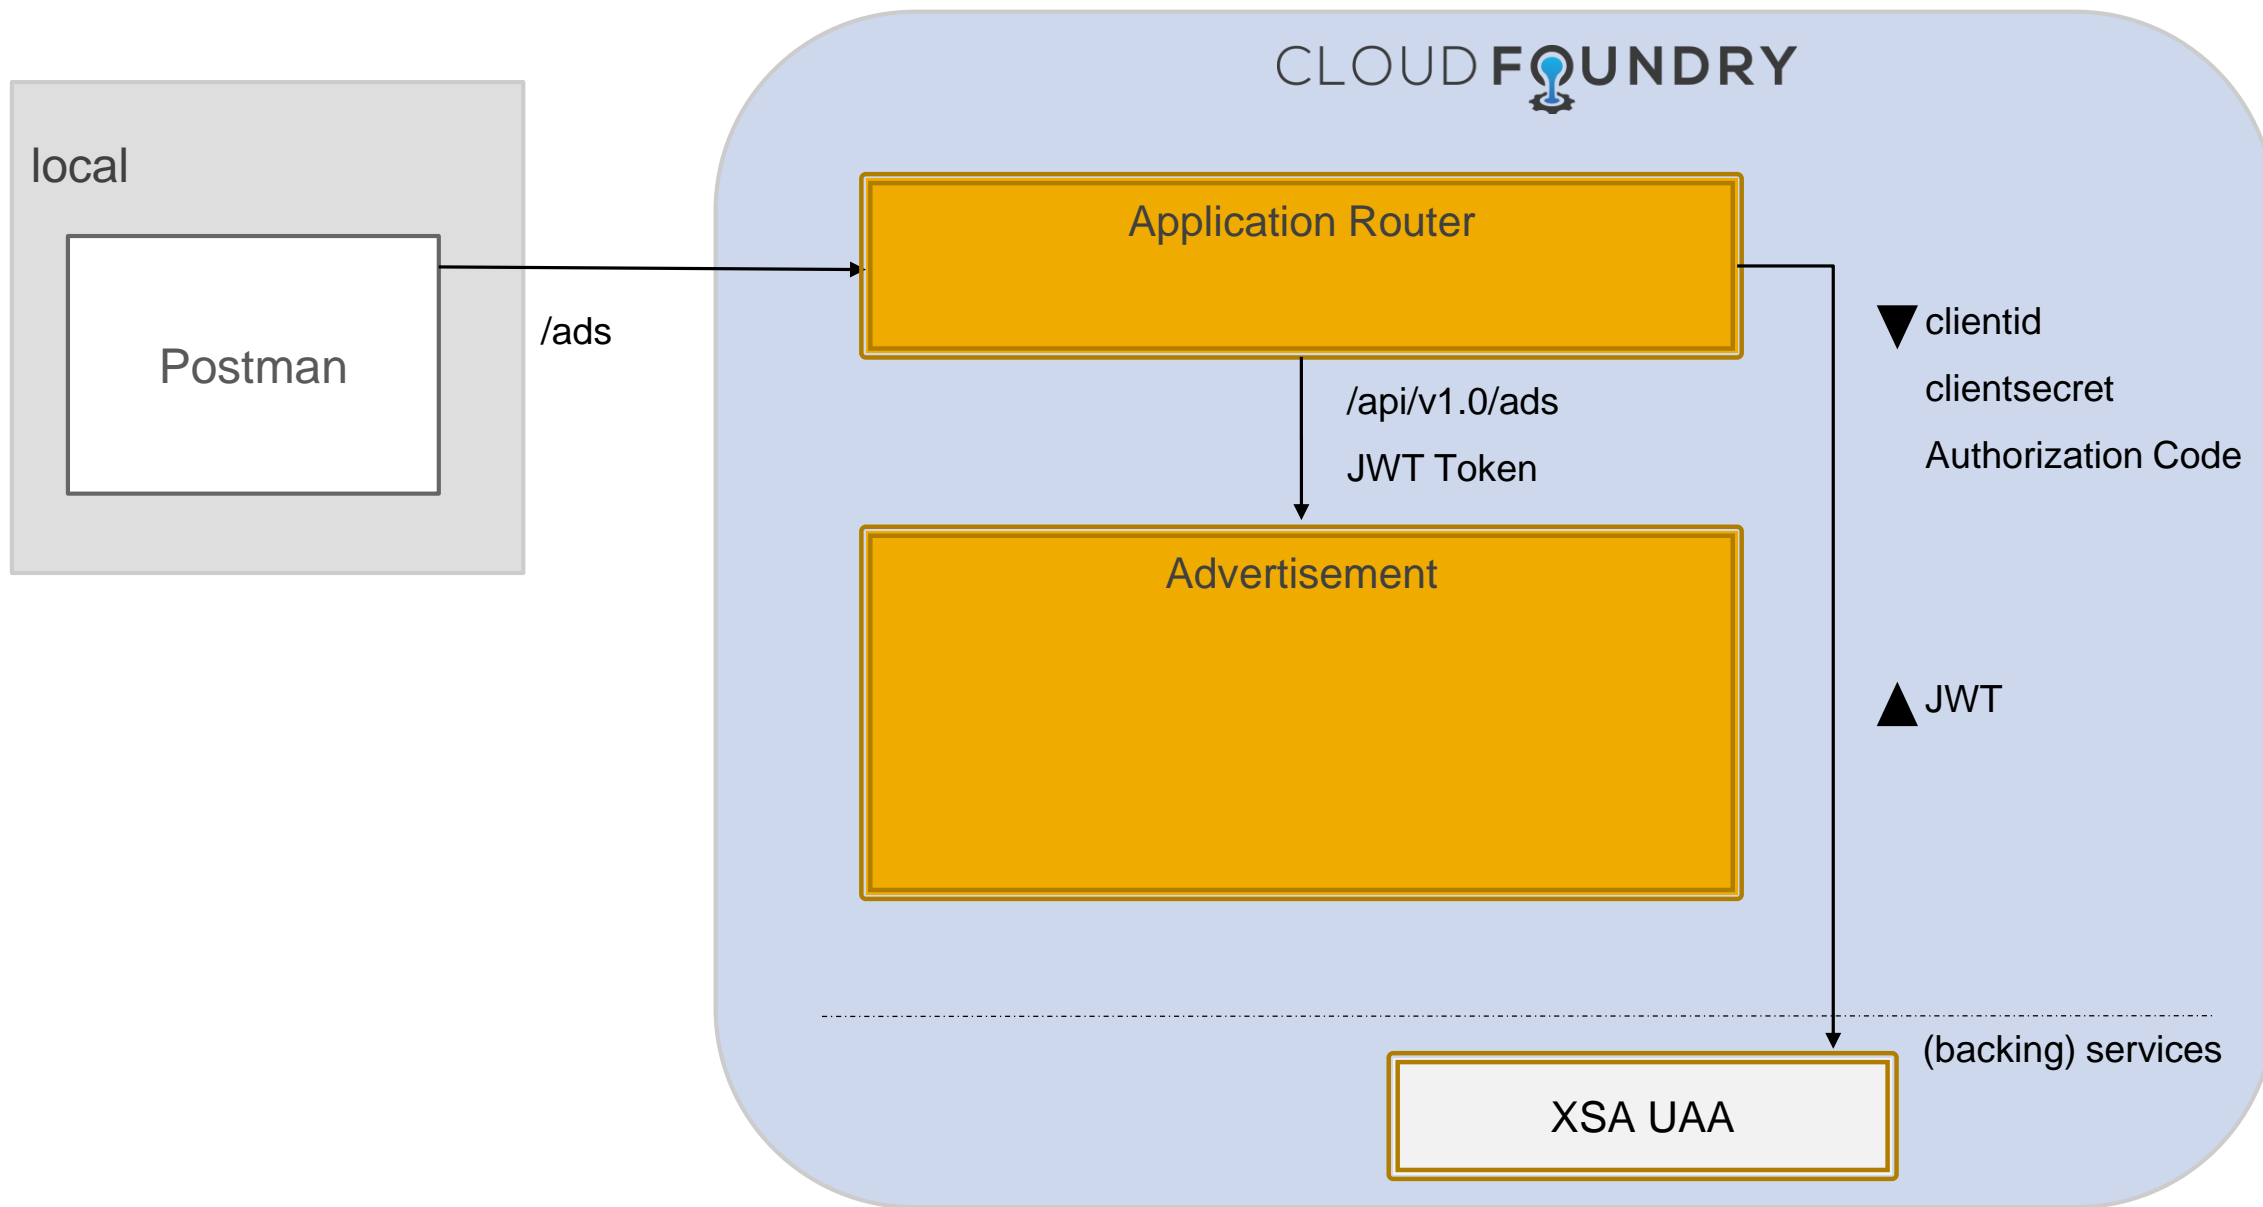 CLOUD FOUNDRY
local
Postman
/ads
Application Router
/api/v1.0/ads
JWT Token
clientid
clientsecret
Authorization Code
Advertisement
JWT
(backing) services
XSA UAA